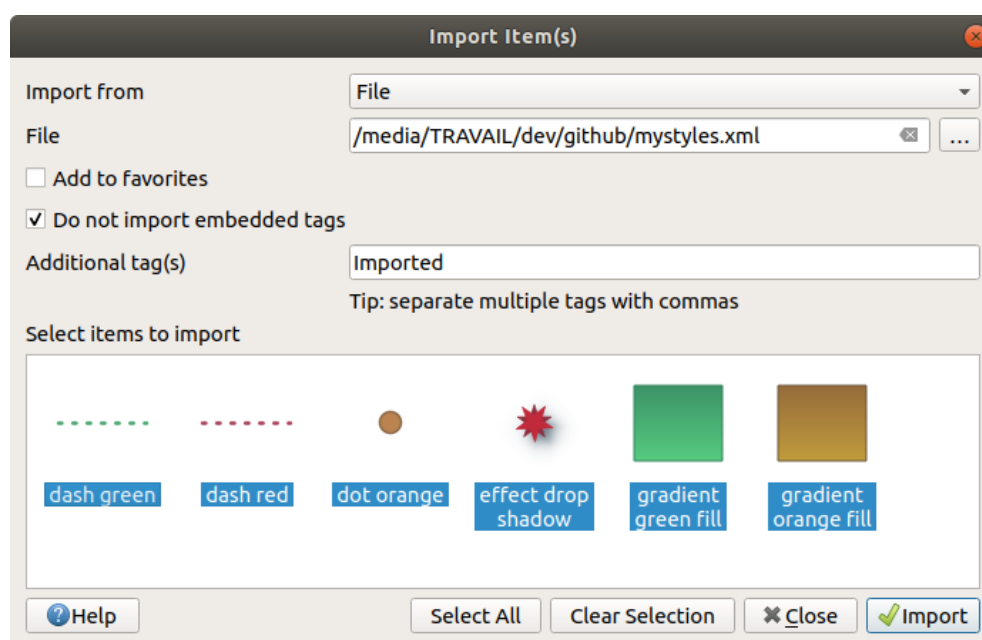 Import Item(s)
Import from File
File /media/TRAVAIL/dev/github/mystyles.xml ...
Add to favorites
Do not import embedded tags
Additional tag(s) Imported
Tip: separate multiple tags with commas
Select items to import
dash green dash red dot orange effect drop gradient gradient
shadow green fill orange fill
Help Select All Clear Selection Close Import